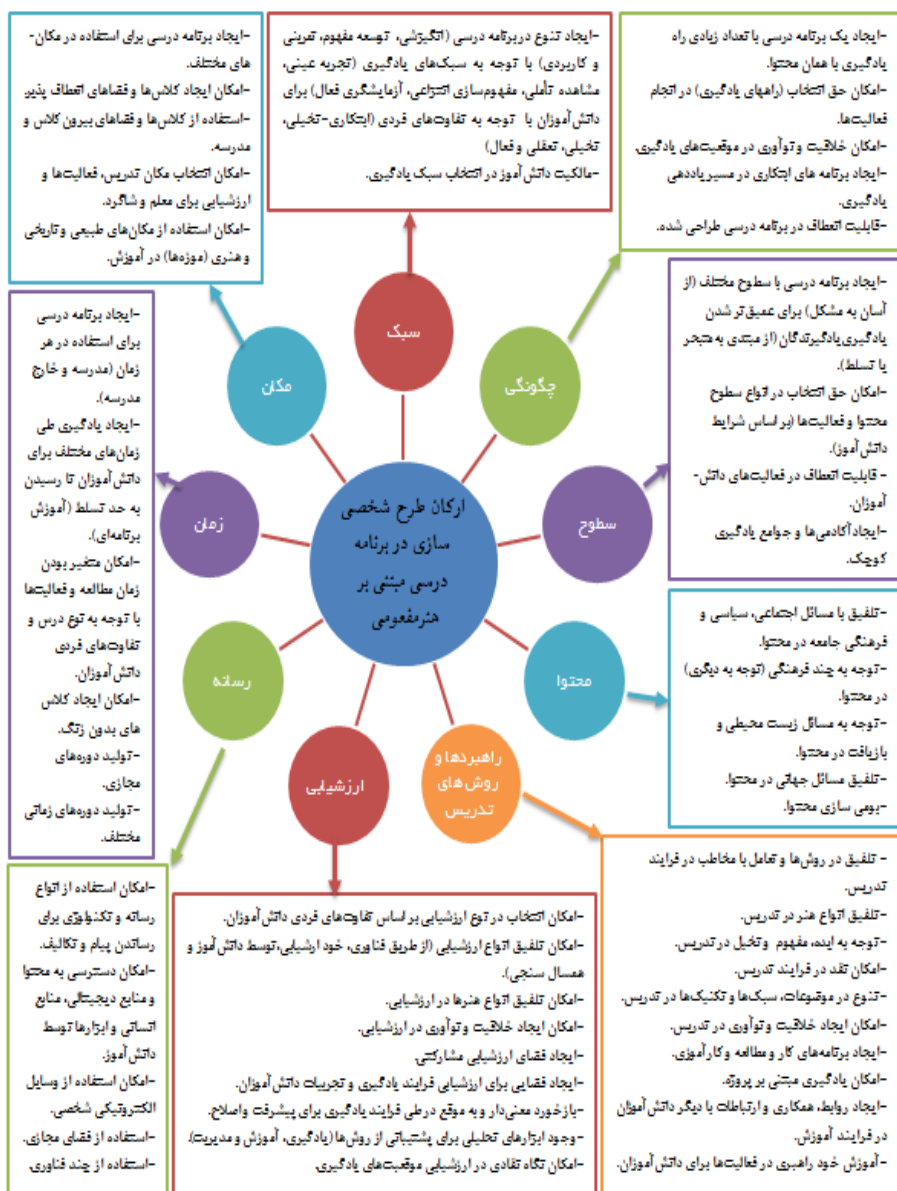 -ایجاد یک برنامه درسی با تعداد زیادی راه
یادگیری با همان محتوا.
-امکان حق انتخاب (راههای یادگیری) در انجام
فعالیت‌ها.
-امکان خلاقیت و نوآوری در موقعیت‌های یادگیری.
-ایجاد برنامه های ابتکاری در مسیر یاددهی
یادگیری.
-قابلیت انعطاف در برنامه درسی طراحی شده.
-ایجاد تنوع در برنامه درسی (انگیزشی، توسعه مفهوم، تمرینی
و کاربردی) با توجه به سبک‌های یادگیری (تجربه عینی،
مشاهده تأملی، مفهوم‌سازی انتزاعی، آزمایشگری فعال) برای
دانش‌آموزان با توجه به تفاوت‌های فردی (ابتکاری-تخیلی،
تخیلی، تعقلی و فعال)
-مالکیت دانش‌آموز در انتخاب سبک یادگیری.
-ایجاد برنامه درسی برای استفاده در مکان-
های مختلف.
-امکان ایجاد کلاس‌ها و فضاهای انعطاف پذیر.
-استفاده از کلاس‌ها و فضاهای بیرون کلاس و
مدرسه.
-امکان انتخاب مکان تدریس، فعالیت‌ها و
ارزشیابی برای معلم و شاگرد.
-امکان استفاده از مکان‌های طبیعی و تاریخی
و هنری (موزه‌ها) در آموزش.
سبک
چگونگی
مکان
-ایجاد برنامه درسی با سطوح مختلف (از
آسان به مشکل) برای عمیق‌تر شدن
یادگیری یادگیرندگان (از مبتدی به متبحر
یا تسلط).
-امکان حق انتخاب در انواع سطوح
محتوا و فعالیت‌ها (بر اساس شرایط
دانش‌آموز).
- قابلیت انعطاف در فعالیت‌های دانش-
آموزان.
-ایجاد آکادمی‌ها و جوامع یادگیری
کوچک.
سطوح
ارکان طرح شخصی
سازی در برنامه
درسی مبتنی بر
هنرمفعومی
زمان
-ایجاد برنامه درسی
برای استفاده در هر
زمان (مدرسه و خارج
مدرسه).
-ایجاد یادگیری طی
زمان‌های مختلف برای
دانش‌آموزان تا رسیدن
به حد تسلط (آموزش
برنامه‌ای).
-امکان متغیر بودن
زمان مطالعه و فعالیت‌ها
با توجه به نوع درس و
تفاوت‌های فردی
دانش‌آموزان.
-امکان ایجاد کلاس
های بدون زنگ.
-تولید دوره‌های
مجازی.
-تولید دوره‌های زمانی
مختلف.
محتوا
-تلفیق با مسائل اجتماعی، سیاسی و
فرهنگی جامعه در محتوا.
-توجه به چند فرهنگی (توجه به دیگری)
در محتوا.
-توجه به مسائل زیست محیطی و
بازیافت در محتوا.
-تلفیق مسائل جهانی در محتوا.
-بومی سازی محتوا.
رسانه
راهبردها و
روش‌های
تدریس
ارزشیابی
- تلفیق در روش‌ها و تعامل با مخاطب در فرایند
تدریس.
-تلفیق انواع هنر در تدریس.
-توجه به ایده، مفهوم و تخیل در تدریس.
-امکان نقد در فرایند تدریس.
-تنوع در موضوعات، سبک‌ها و تکنیک‌ها در تدریس.
-امکان ایجاد خلاقیت و نوآوری در تدریس.
-ایجاد برنامه‌های کار و مطالعه و کارآموزی.
-امکان یادگیری مبتنی بر پروژه.
-ایجاد روابط، همکاری و ارتباطات با دیگر دانش‌آموزان
در فرایند آموزش.
-آموزش خود راهبری در فعالیت‌ها برای دانش‌آموزان.
-امکان انتخاب در نوع ارزشیابی بر اساس تفاوت‌های فردی دانش‌آموزان.
-امکان تلفیق انواع ارزشیابی (از طریق فناوری، خود ارشیابی، توسط دانش‌آموز و
همسال سنجی).
-امکان تلفیق انواع هنرها در ارزشیابی.
-امکان ایجاد خلاقیت و نوآوری در ارزشیابی.
-ایجاد فضای ارزشیابی مشارکتی.
-ایجاد فضایی برای ارزشیابی فرایند یادگیری و تجربیات دانش‌آموزان.
-بازخورد معنی‌دار و به موقع در طی فرایند یادگیری برای پیشرفت و اصلاح.
-وجود ابزارهای تحلیلی برای پشتیبانی از روش‌ها (یادگیری، آموزش و مدیریت).
-امکان نگاه نقادی در ارزشیابی موقعیت‌های یادگیری.
-امکان استفاده از انواع
رسانه و تکنولوژی برای
رساندن پیام و تکالیف.
-امکان دسترسی به محتوا
و منابع دیجیتالی، منابع
انسانی و ابزارها توسط
دانش‌آموز.
-امکان استفاده از وسایل
الکترونیکی شخصی.
-استفاده از فضای مجازی.
-استفاده از چند فناوری.